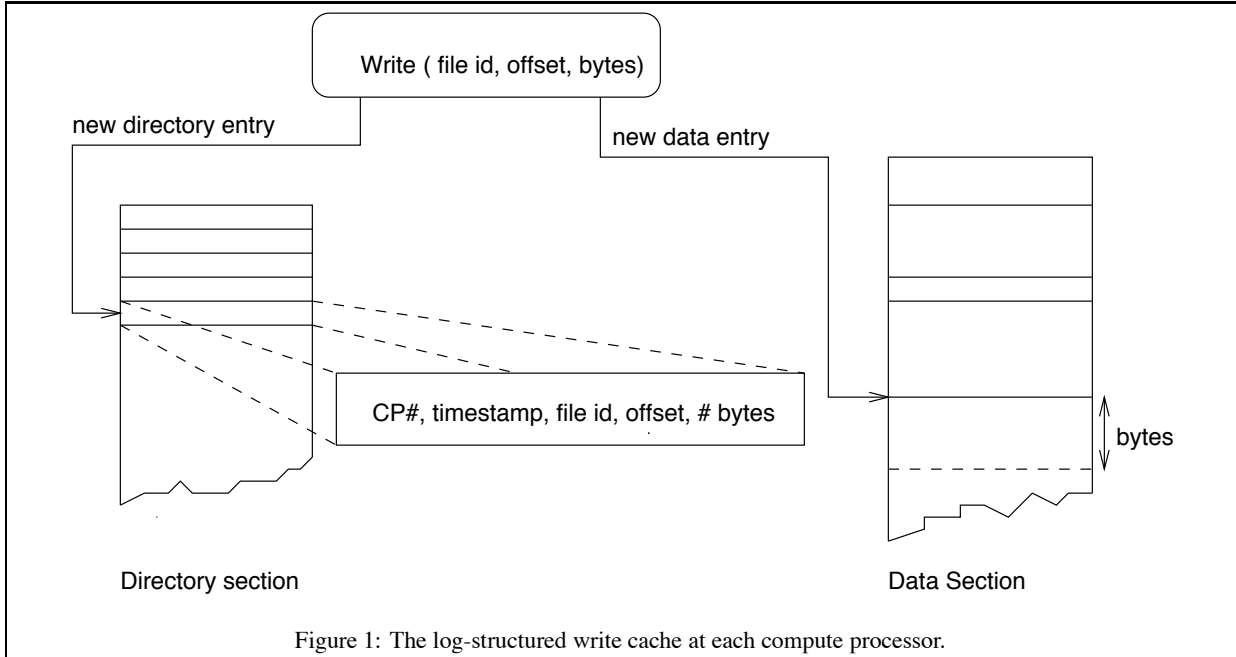 Write ( file id, offset, bytes)
new directory entry
new data entry
CP#, timestamp, file id, offset, # bytes
bytes
Directory section
Data Section
Figure 1: The log-structured write cache at each compute processor.